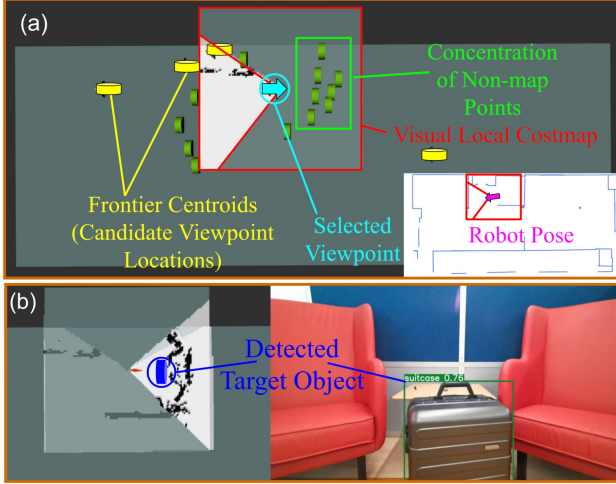 (a)
Concentration
of Non-map
Points
Visual Local Costmap
Frontier Centroids
(Candidate Viewpoint
Locations)
Selected
Viewpoint
Robot Pose
(b)
Detected
Target Object
suitcase 0.76